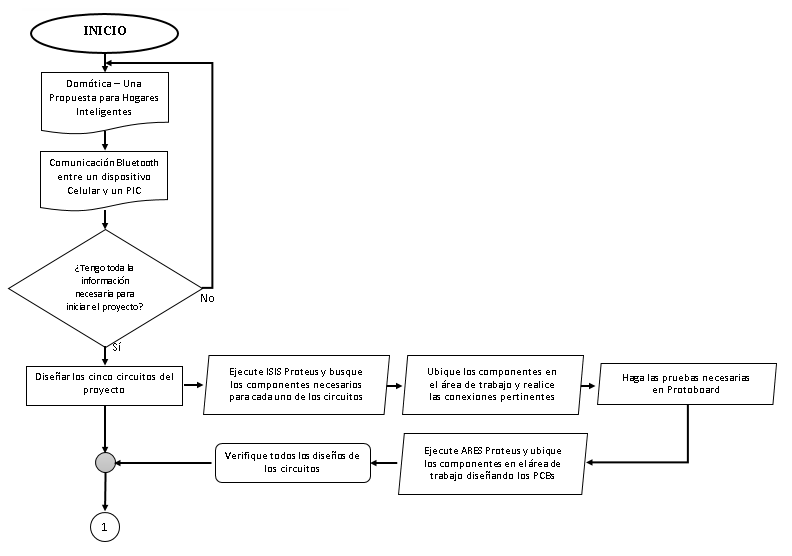 INICIO
Domótica – Una
Propuesta para Hogares
Inteligentes
Comunicación Bluetooth
entre un dispositivo
Celular y un PIC
¿Tengo toda la
información
necesaria para
iniciar el proyecto?
No
Sí
Diseñar los cinco circuitos del
proyecto
Ejecute ISIS Proteus y busque
los componentes necesarios
para cada uno de los circuitos
Ubique los componentes en
el área de trabajo y realice
las conexiones pertinentes
Haga las pruebas necesarias
en Protoboard
Ejecute ARES Proteus y ubique
los componentes en el área de
trabajo diseñando los PCBs
Verifique todos los diseños de
los circuitos
1